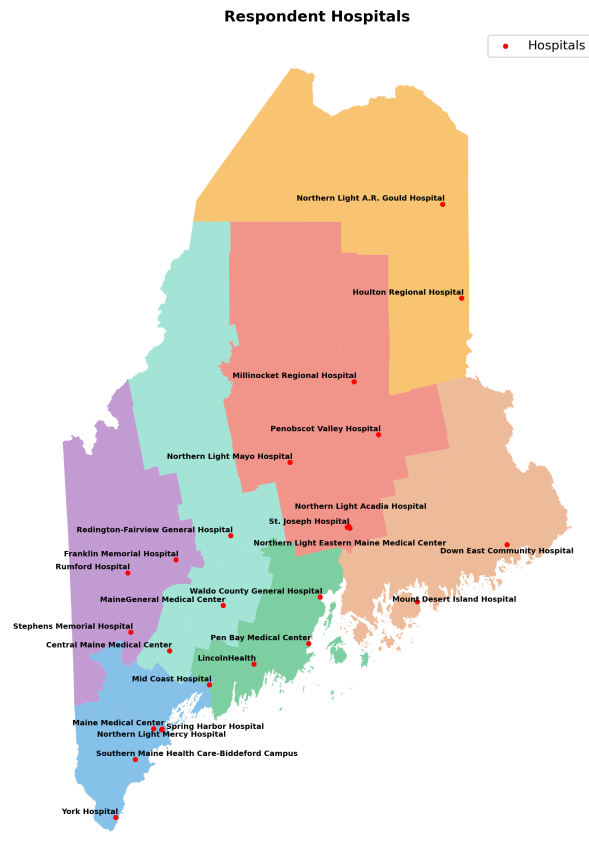 Respondent Hospitals
Hospitals
Northern Light A.R. Gould Hospital
Houlton Regional Hospital
Millinocket Regional Hospital
Penobscot Valley Hospital
Northern Light Mayo Hospital
Northern Light Acadia Hospital
St. Joseph Hospital
Redington-Fairview General Hospital
Northern Light Eastern Maine Medical Center
Down East Community Hospital
Franklin Memorial Hospital
Rumford Hospital
Waldo County General Hospital
MaineGeneral Medical Center
Mount Desert Island Hospital
Stephens Memorial Hospital
Pen Bay Medical Center
Central Maine Medical Center
LincolnHealth
Mid Coast Hospital
Maine Medical Center
Spring Harbor Hospital
Northern Light Mercy Hospital
Southern Maine Health Care-Biddeford Campus
York Hospital